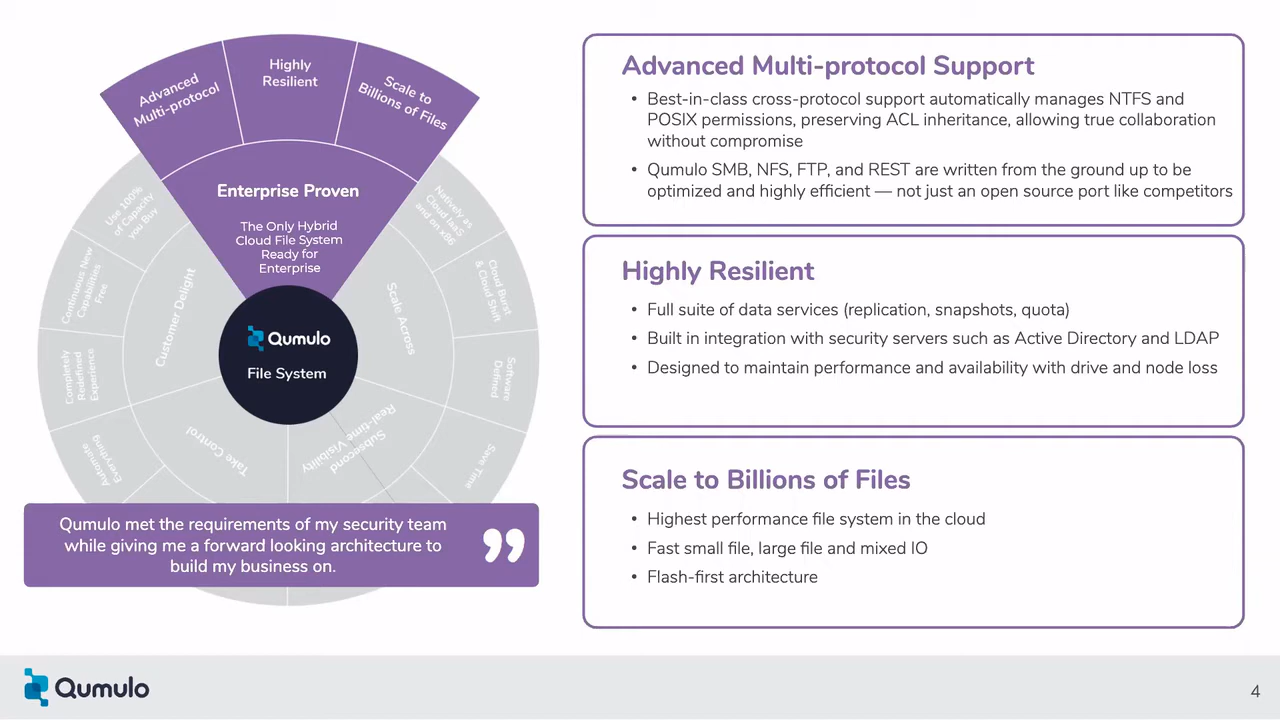 Advanced
Multi-protocol
Highly
Resilient
Scale to
Billions of Files
Enterprise Proven
The Only Hybrid
Cloud File System
Ready for
Enterprise
Use 100%
of Capacity
you Buy
Continuous New
Capabilities
Free
Completely
Redefined
Experience
Automate
Everything
Customer Delight
Take Control
Subsecond
Real-time Visibility
Scale Across
Natively as
Cloud IaaS
and on x86
Cloud Burst
& Cloud Shift
Software
Defined
Save Time
Qumulo
File System
Qumulo met the requirements of my security team
while giving me a forward looking architecture to
build my business on.
”
Advanced Multi-protocol Support
• Best-in-class cross-protocol support automatically manages NTFS and
POSIX permissions, preserving ACL inheritance, allowing true collaboration
without compromise
• Qumulo SMB, NFS, FTP, and REST are written from the ground up to be
optimized and highly efficient — not just an open source port like competitors
Highly Resilient
• Full suite of data services (replication, snapshots, quota)
• Built in integration with security servers such as Active Directory and LDAP
• Designed to maintain performance and availability with drive and node loss
Scale to Billions of Files
• Highest performance file system in the cloud
• Fast small file, large file and mixed IO
• Flash-first architecture
Qumulo
4